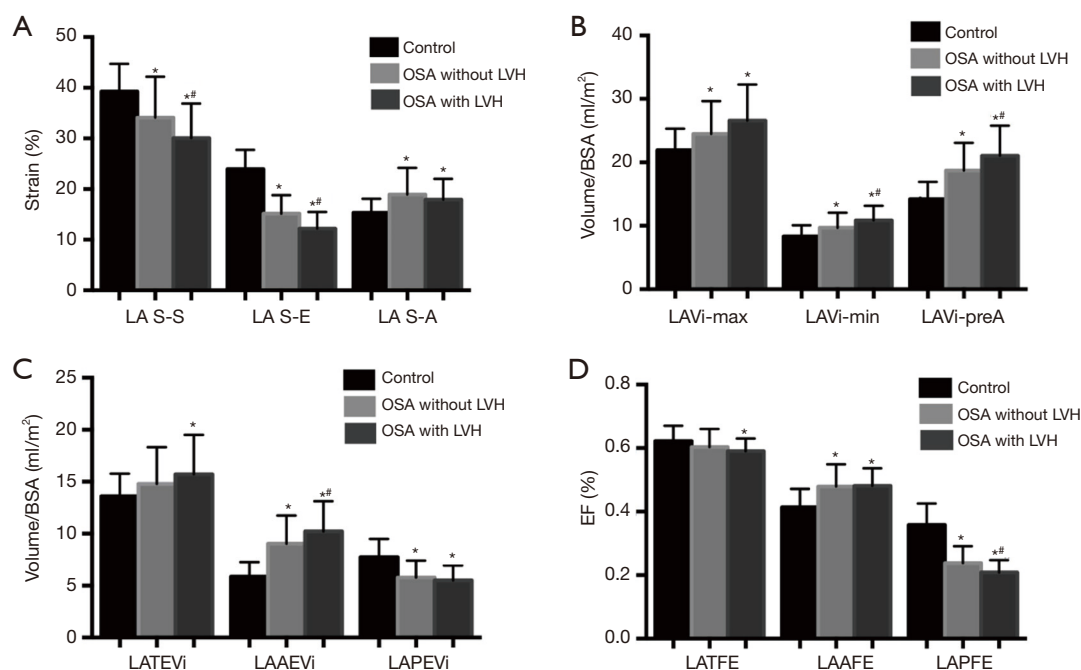 A
50
40
30
20
10
0
Strain (%)
Control
OSA without LVH
OSA with LVH
*
*#
*
*#
*
*
LA S-S
LA S-E
LA S-A
B
40
30
20
10
0
Volume/BSA (ml/m²)
Control
OSA without LVH
OSA with LVH
*
*
*
*#
*
*#
LAVi-max
LAVi-min
LAVi-preA
C
25
20
15
10
5
0
Volume/BSA (ml/m²)
Control
OSA without LVH
OSA with LVH
*
*
*#
*
*
LATEVi
LAAEVi
LAPEVi
D
0.8
0.6
0.4
0.2
0.0
EF (%)
Control
OSA without LVH
OSA with LVH
*
*
*
*
*#
LATFE
LAAFE
LAPFE